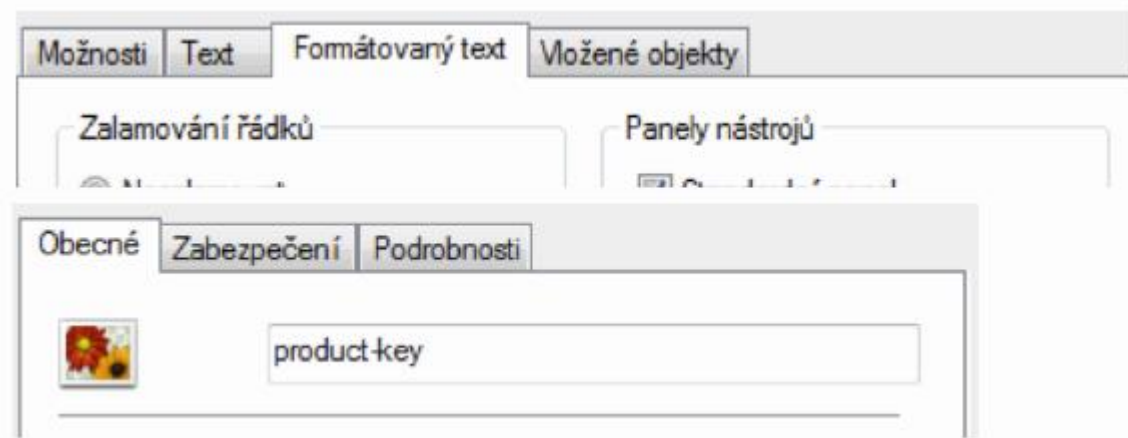 Možnosti Text Formátovaný text Vložené objekty
Zalamování řádků Panely nástrojů
Obecné Zabezpečení Podrobnosti
product-key